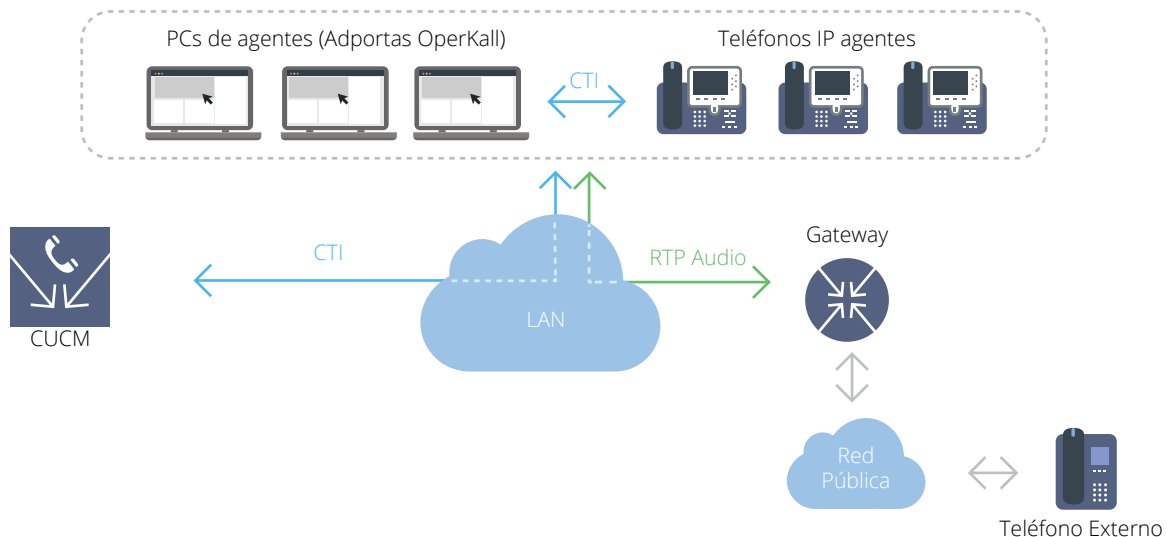 PCs de agentes (Adportas OperKall)
Teléfonos IP agentes
CTI
CTI
RTP Audio
Gateway
LAN
CUCM
Red
Pública
Teléfono Externo